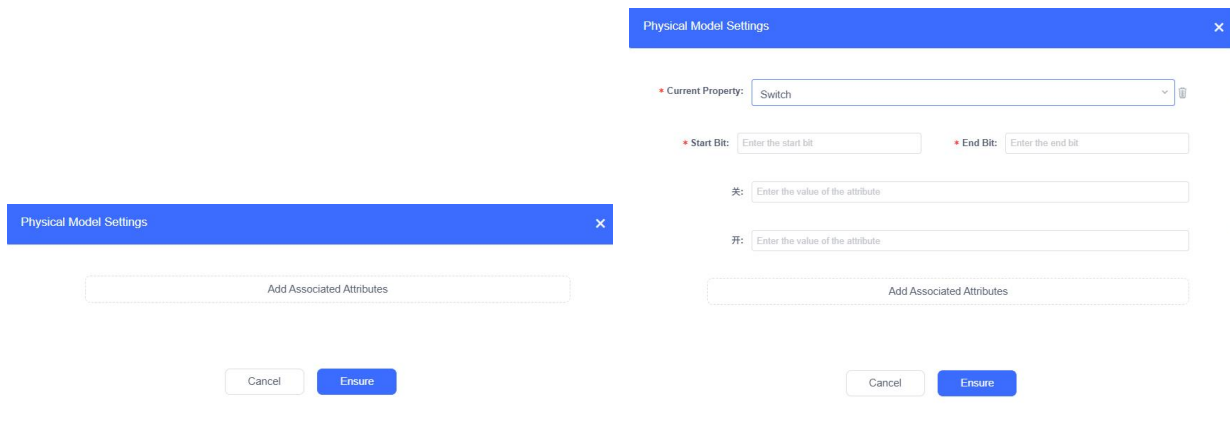 Physical Model Settings ×
Add Associated Attributes
Cancel Ensure
Physical Model Settings ×
* Current Property: Switch
* Start Bit: Enter the start bit * End Bit: Enter the end bit
关: Enter the value of the attribute
开: Enter the value of the attribute
Add Associated Attributes
Cancel Ensure